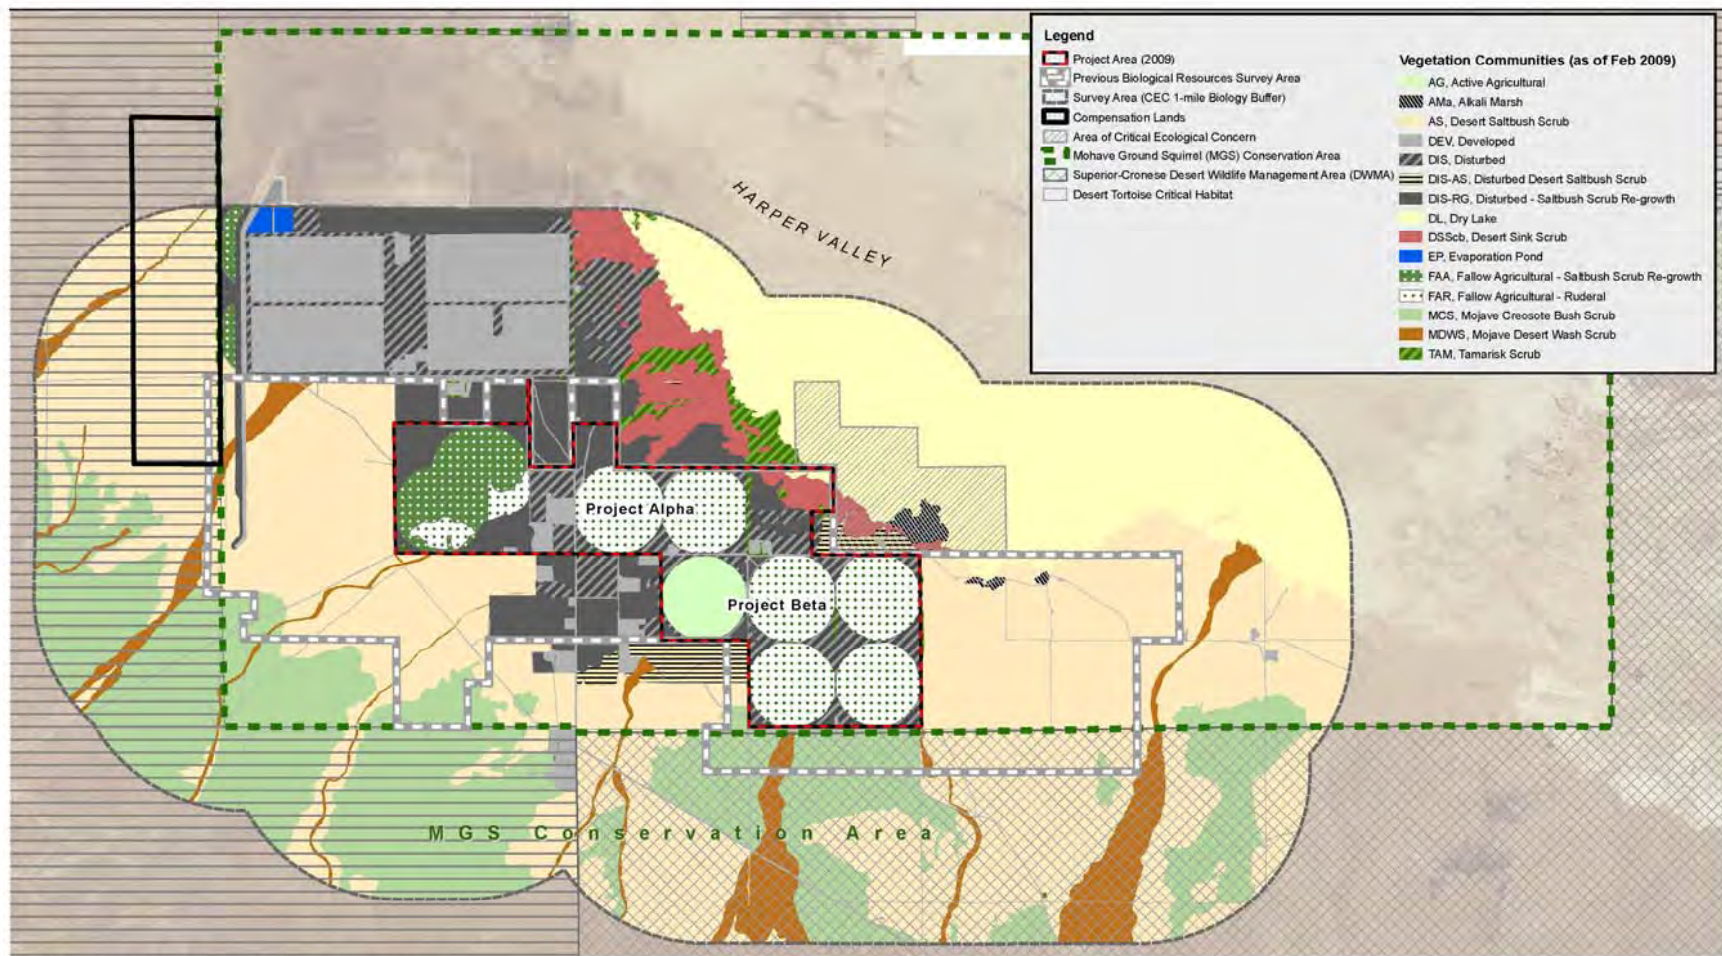 Legend
Project Area (2009)
Previous Biological Resources Survey Area
Survey Area (CEC 1-mile Biology Buffer)
Compensation Lands
Area of Critical Ecological Concern
Mohave Ground Squirrel (MGS) Conservation Area
Superior-Cronese Desert Wildlife Management Area (DWMA)
Desert Tortoise Critical Habitat
Vegetation Communities (as of Feb 2009)
AG, Active Agricultural
AMa, Alkali Marsh
AS, Desert Saltbush Scrub
DEV, Developed
DIS, Disturbed
DIS-AS, Disturbed Desert Saltbush Scrub
DIS-RG, Disturbed - Saltbush Scrub Re-growth
DL, Dry Lake
DSScb, Desert Sink Scrub
EP, Evaporation Pond
FAA, Fallow Agricultural - Saltbush Scrub Re-growth
FAR, Fallow Agricultural - Ruderal
MCS, Mojave Creosote Bush Scrub
MDWS, Mojave Desert Wash Scrub
TAM, Tamarisk Scrub
HARPER VALLEY
Project Alpha
Project Beta
MGS Conservation Area